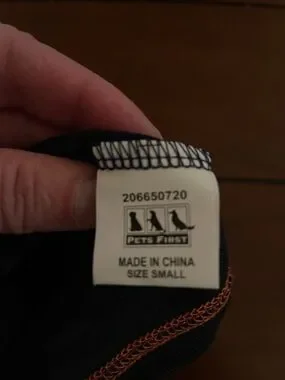 206650720
PETS FIRST
MADE IN CHINA
SIZE SMALL